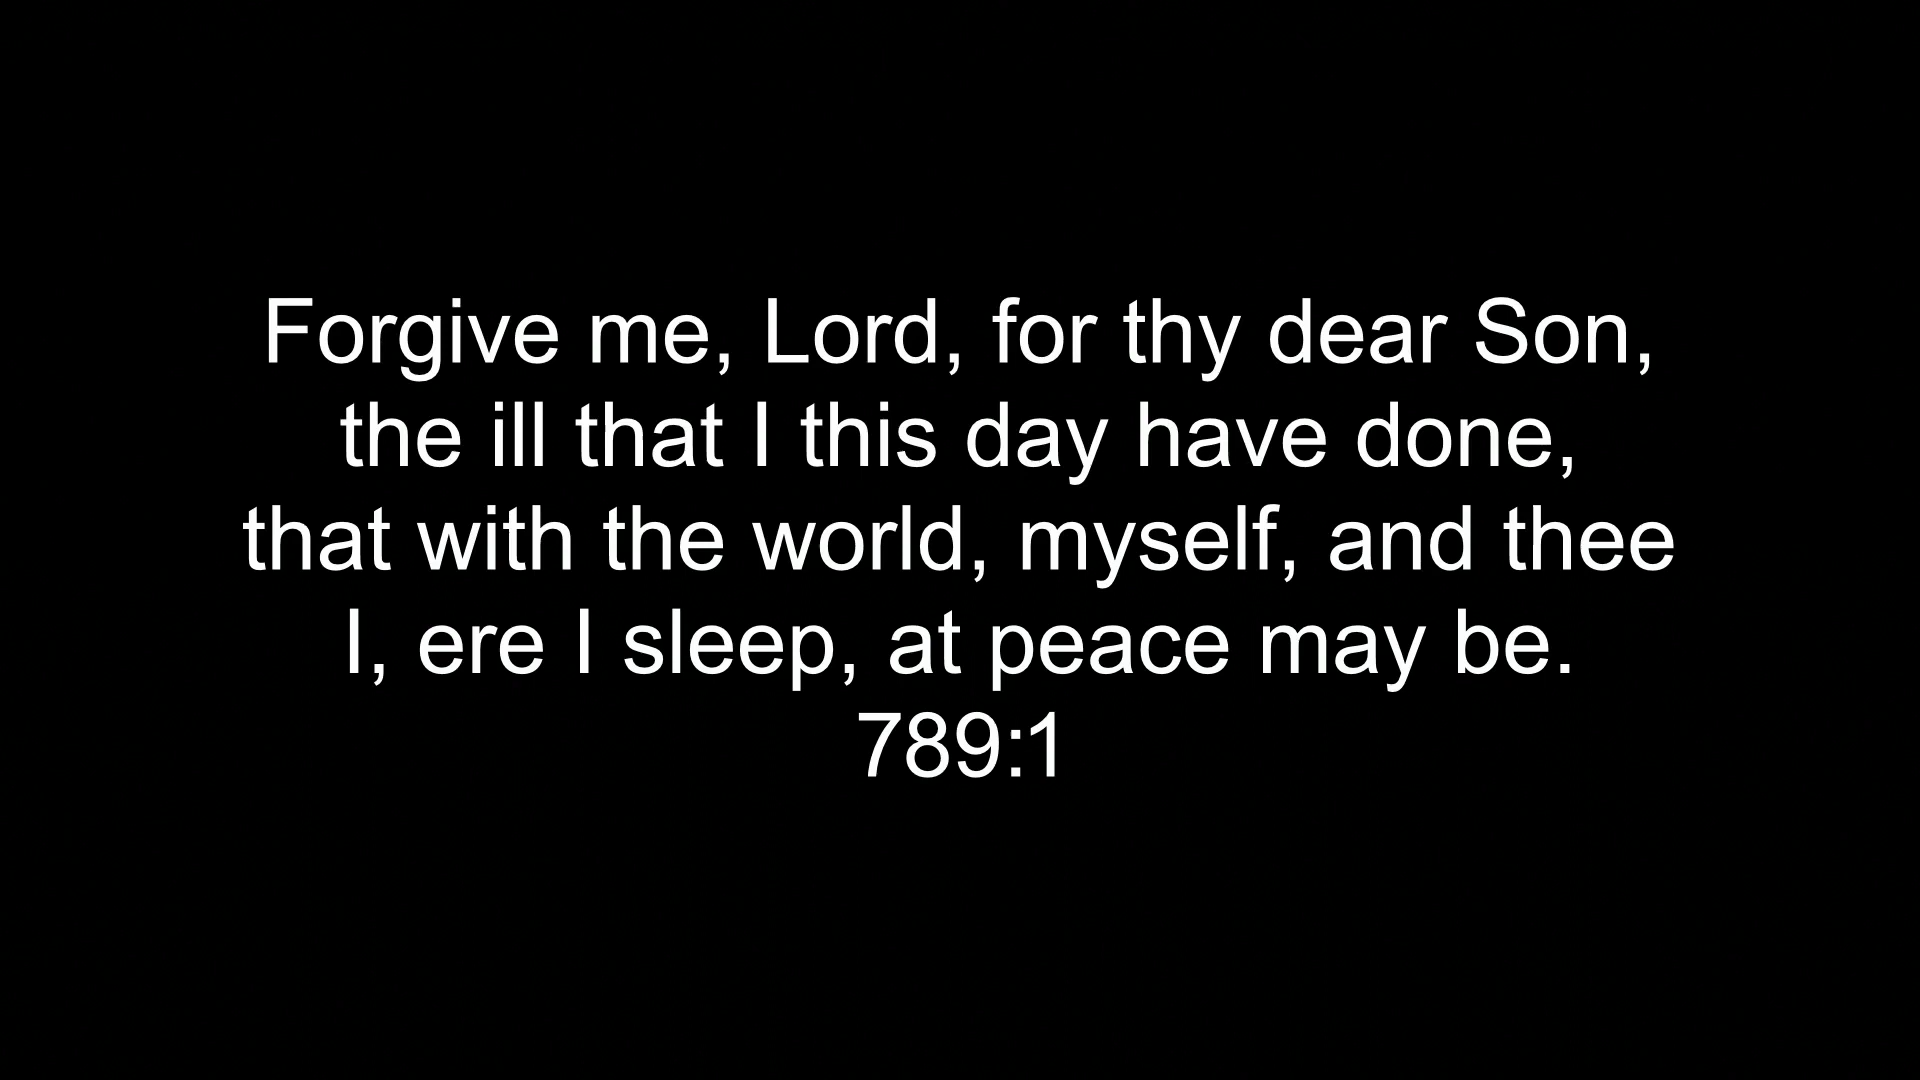 Forgive me, Lord, for thy dear Son,
the ill that I this day have done,
that with the world, myself, and thee
I, ere I sleep, at peace may be.
789:1